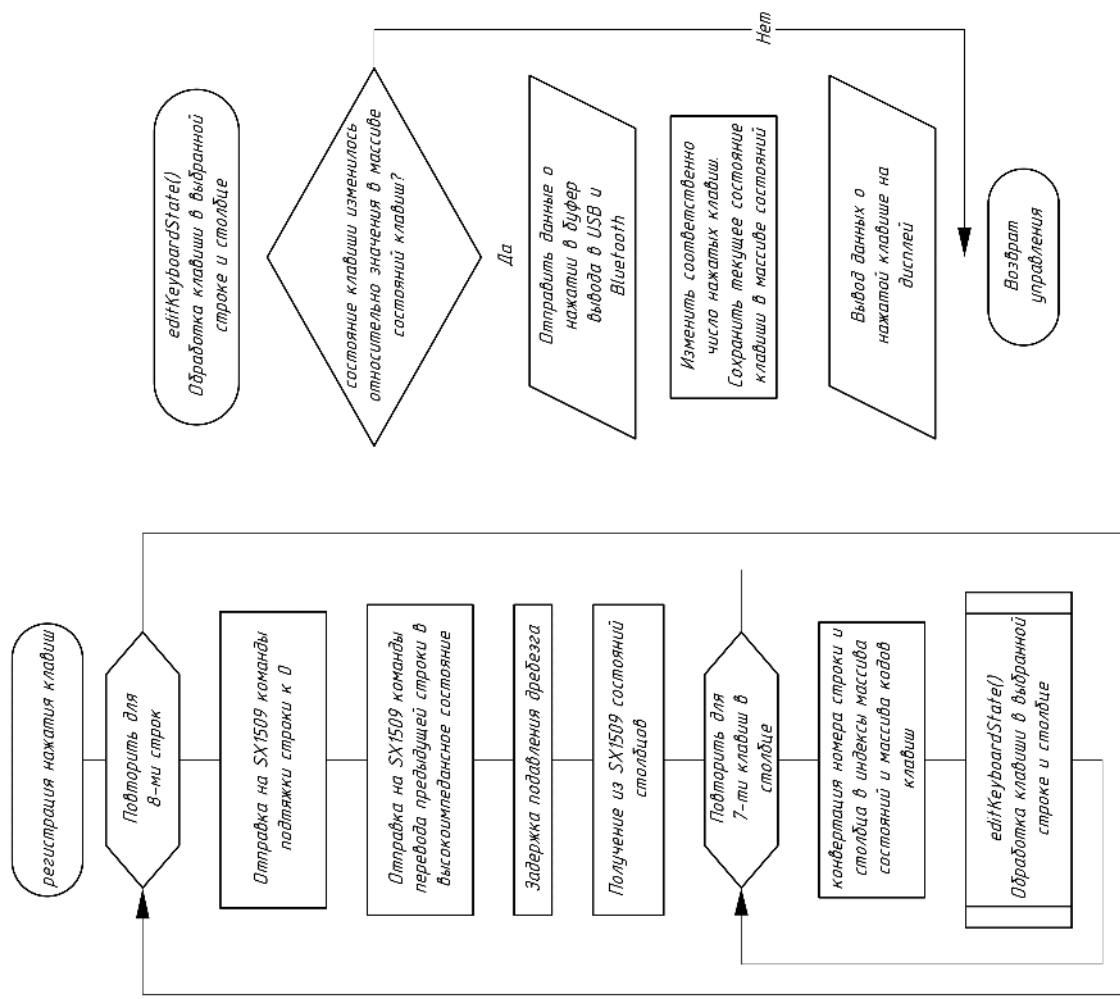 регистрация нажатия клавиш
Повторить для
8-ми строк
Отправка на SX1509 команды
подтяжки строки к 0
Отправка на SX1509 команды
перевода предыдущей строки в
высокоимпедансное состояние
Задержка подавления дребезга
Получение из SX1509 состояний
столбцов
Повторить для
7-ти клавиш в
столбце
конвертация номера строки и
столбца в индексы массива
состояний и массива кодов
клавиш
editKeyboardState()
Обработка клавиши в выбранной
строке и столбце
editKeyboardState()
Обработка клавиши в выбранной
строке и столбце
состояние клавиши изменилось
относительно значения в массиве
состояний клавиш?
Да
Нет
Отправить данные о
нажатии в буфер
вывода в USB и
Bluetooth
Изменить соответственно
число нажатых клавиш.
Сохранить текущее состояние
клавиши в массиве состояний
Вывод данных о
нажатой клавише на
дисплей
Возврат
управления